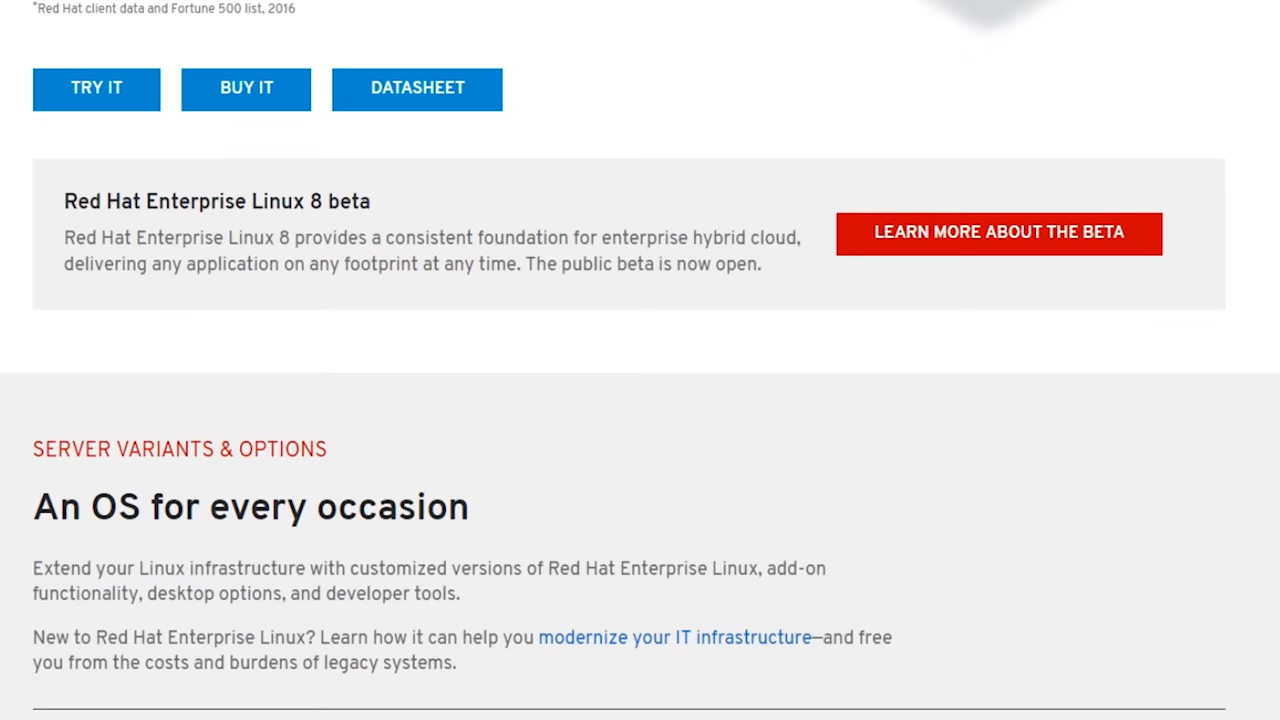 *Red Hat client data and Fortune 500 list, 2016
TRY IT
BUY IT
DATASHEET
Red Hat Enterprise Linux 8 beta
Red Hat Enterprise Linux 8 provides a consistent foundation for enterprise hybrid cloud,
delivering any application on any footprint at any time. The public beta is now open.
LEARN MORE ABOUT THE BETA
SERVER VARIANTS & OPTIONS
An OS for every occasion
Extend your Linux infrastructure with customized versions of Red Hat Enterprise Linux, add-on
functionality, desktop options, and developer tools.
New to Red Hat Enterprise Linux? Learn how it can help you modernize your IT infrastructure—and free
you from the costs and burdens of legacy systems.